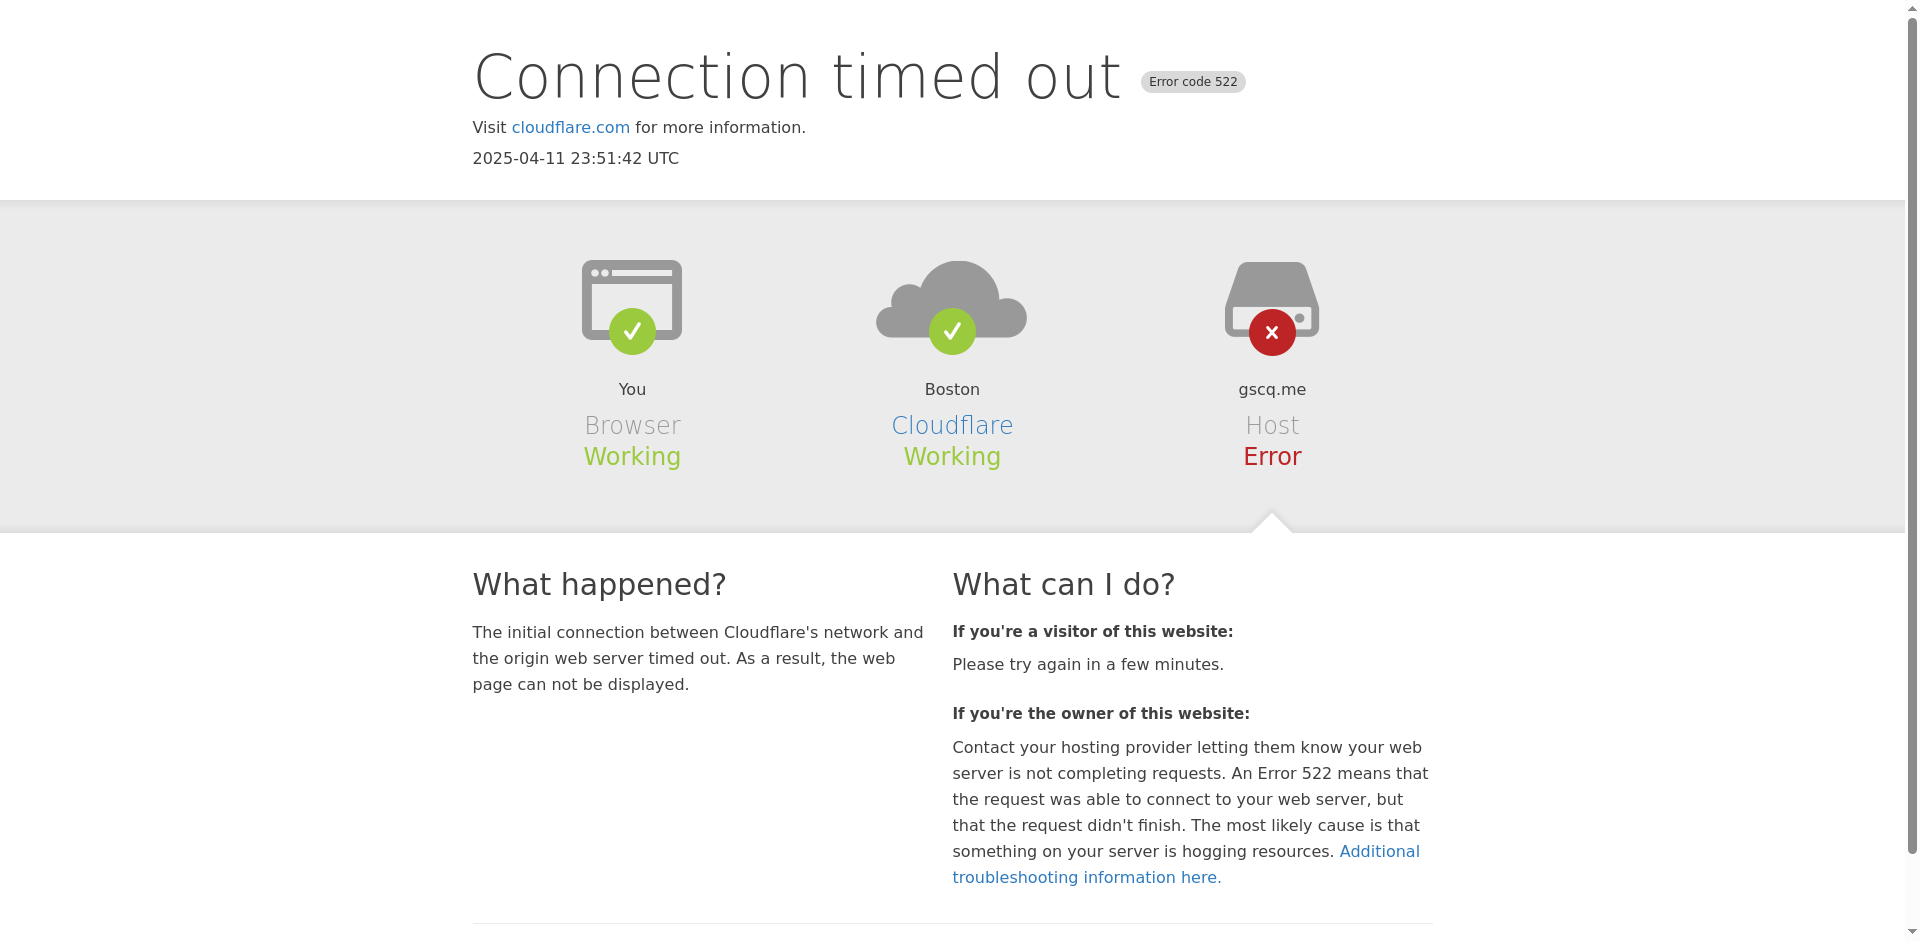 Connection timed out Error code 522
Visit cloudflare.com for more information.
2025-04-11 23:51:42 UTC
You
Browser
Working
Boston
Cloudflare
Working
gscq.me
Host
Error
What happened?
The initial connection between Cloudflare's network and
the origin web server timed out. As a result, the web
page can not be displayed.
What can I do?
If you're a visitor of this website:
Please try again in a few minutes.
If you're the owner of this website:
Contact your hosting provider letting them know your web
server is not completing requests. An Error 522 means that
the request was able to connect to your web server, but
that the request didn't finish. The most likely cause is that
something on your server is hogging resources. Additional
troubleshooting information here.